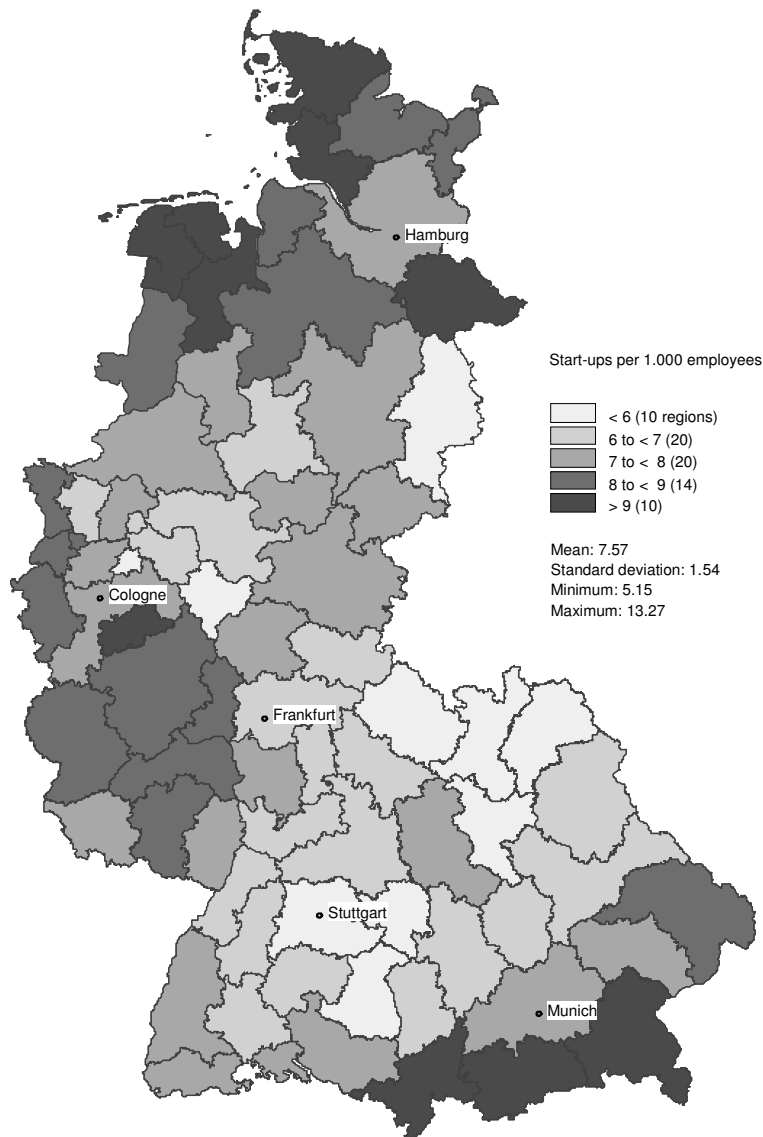 Hamburg
Start-ups per 1.000 employees
< 6 (10 regions)
6 to < 7 (20)
7 to < 8 (20)
8 to < 9 (14)
> 9 (10)
Mean: 7.57
Standard deviation: 1.54
Minimum: 5.15
Maximum: 13.27
Cologne
Frankfurt
Stuttgart
Munich